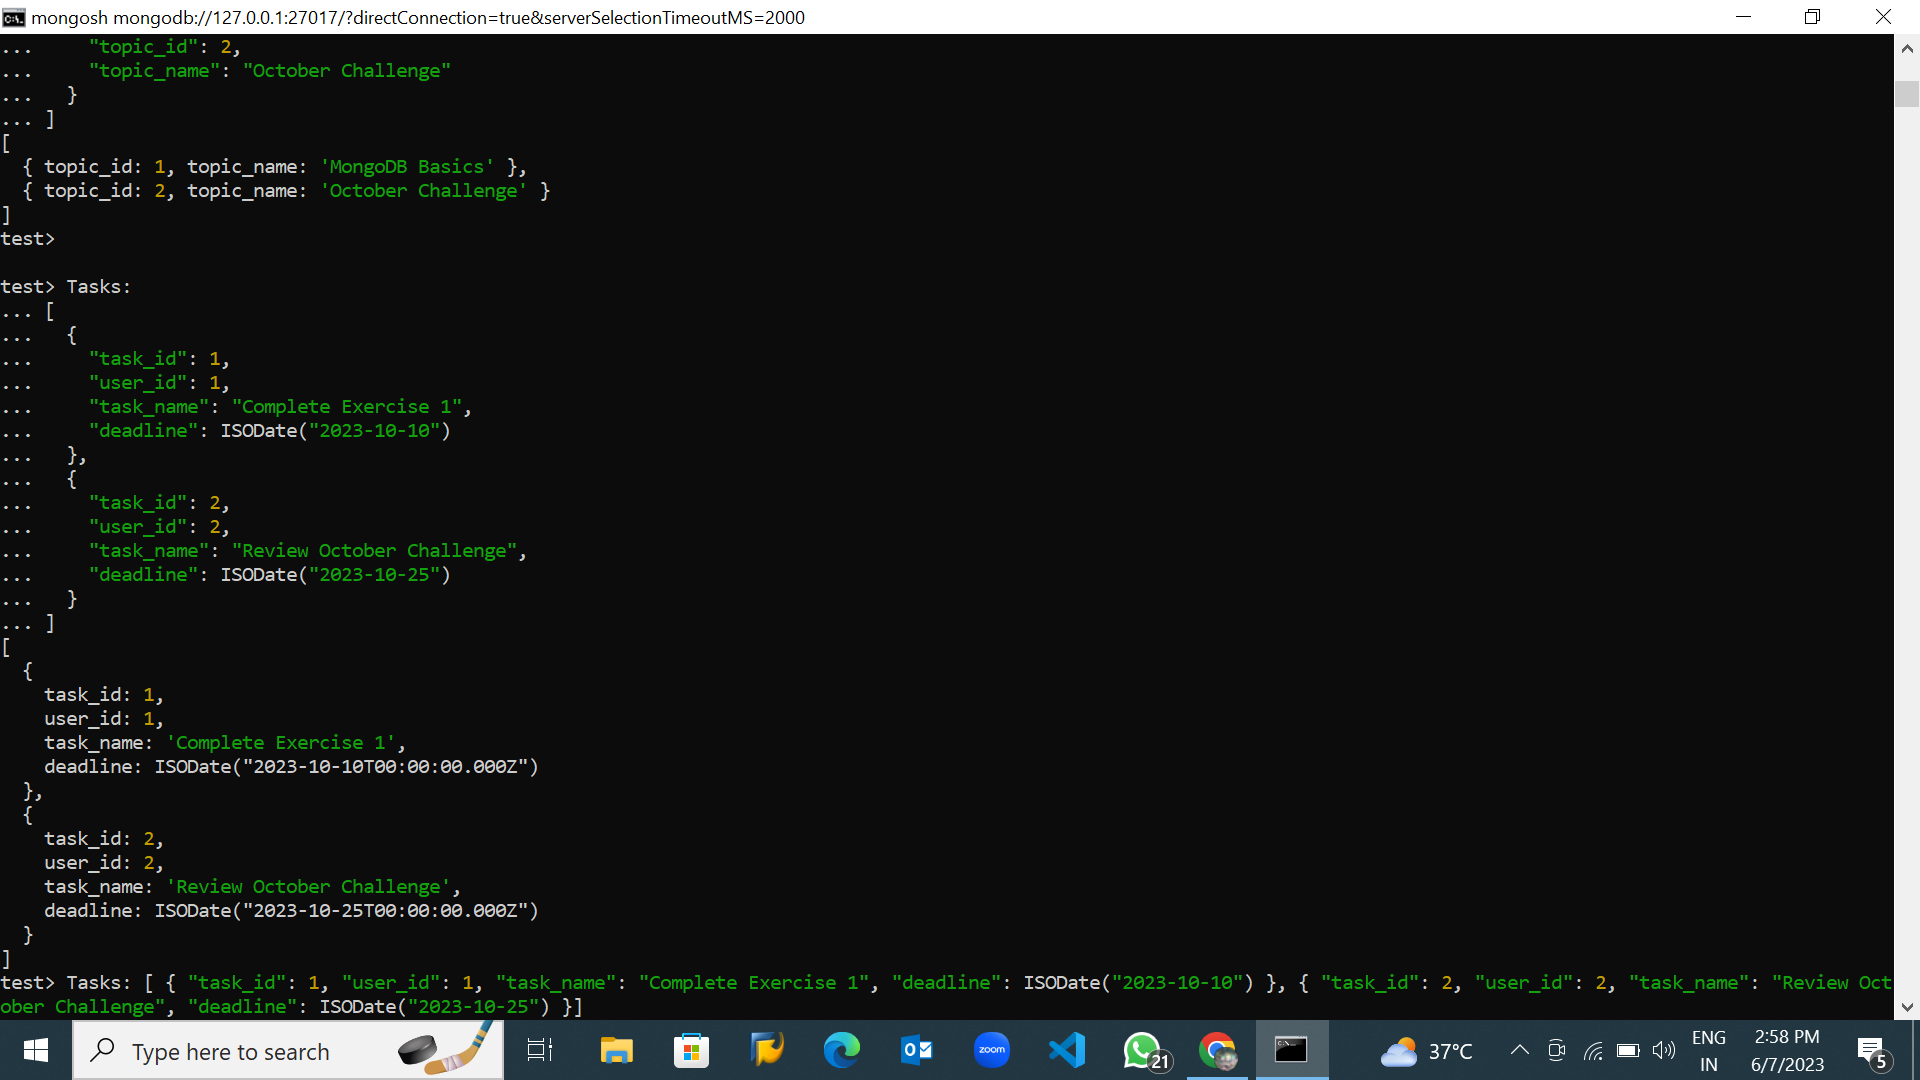 mongosh mongodb://127.0.0.1:27017/?directConnection=true&serverSelectionTimeoutMS=2000
...     "topic_id": 2,
...     "topic_name": "October Challenge"
...   }
... ]
[
  { topic_id: 1, topic_name: 'MongoDB Basics' },
  { topic_id: 2, topic_name: 'October Challenge' }
]
test>
test> Tasks:
... [
...   {
...     "task_id": 1,
...     "user_id": 1,
...     "task_name": "Complete Exercise 1",
...     "deadline": ISODate("2023-10-10")
...   },
...   {
...     "task_id": 2,
...     "user_id": 2,
...     "task_name": "Review October Challenge",
...     "deadline": ISODate("2023-10-25")
...   }
... ]
[
  {
    task_id: 1,
    user_id: 1,
    task_name: 'Complete Exercise 1',
    deadline: ISODate("2023-10-10T00:00:00.000Z")
  },
  {
    task_id: 2,
    user_id: 2,
    task_name: 'Review October Challenge',
    deadline: ISODate("2023-10-25T00:00:00.000Z")
  }
]
test> Tasks: [ { "task_id": 1, "user_id": 1, "task_name": "Complete Exercise 1", "deadline": ISODate("2023-10-10") }, { "task_id": 2, "user_id": 2, "task_name": "Review Oct
ober Challenge", "deadline": ISODate("2023-10-25") }]
Type here to search
zoom
21
37°C
ENG
IN
2:58 PM
6/7/2023
5